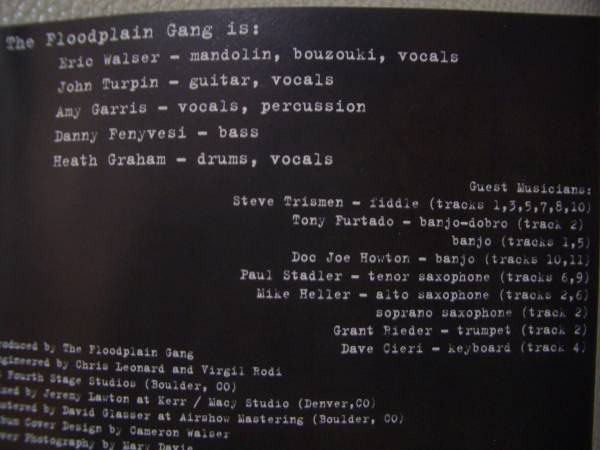 The Floodplain Gang is:
Eric Walser - mandolin, bouzouki, vocals
John Turpin - guitar, vocals
Amy Garris - vocals, percussion
Danny Fenyvesi - bass
Heath Graham - drums, vocals
Guest Musicians:
Steve Trismen - fiddle (tracks 1,3,5,7,8,10)
Tony Furtado - banjo-dobro (track 2)
banjo (tracks 1,5)
Doc Joe Howton - banjo (tracks 10,11)
Paul Stadler - tenor saxophone (tracks 6,9)
Mike Heller - alto saxophone (tracks 2,6)
soprano saxophone (track 2)
Grant Rieder - trumpet (track 2)
Dave Cieri - keyboard (track 4)
roduced by The Floodplain Gang
ngineered by Chris Leonard and Virgil Rodi
Fourth Stage Studios (Boulder, CO)
ixed by Jeremy Lawton at Kerr / Macy Studio (Denver,CO)
astered by David Glasser at Airshow Mastering (Boulder, CO)
lbum Cover Design by Cameron Walser
ver Photography by Mary Davis